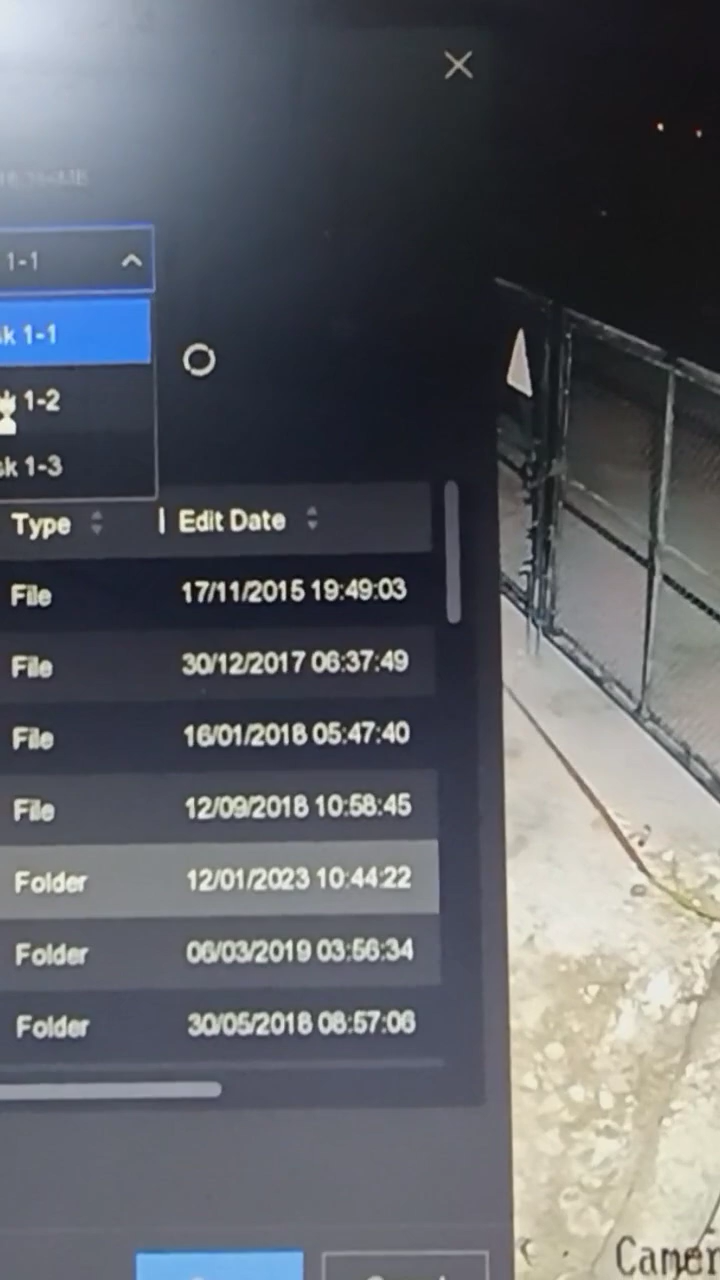 1-1
sk 1-1
1-2
sk 1-3
Type Edit Date
File 17/11/2015 19:49:03
File 30/12/2017 06:37:49
File 16/01/2018 05:47:40
File 12/09/2018 10:58:45
Folder 12/01/2023 10:44:22
Folder 06/03/2019 03:56:34
Folder 30/05/2018 08:57:06
Camer